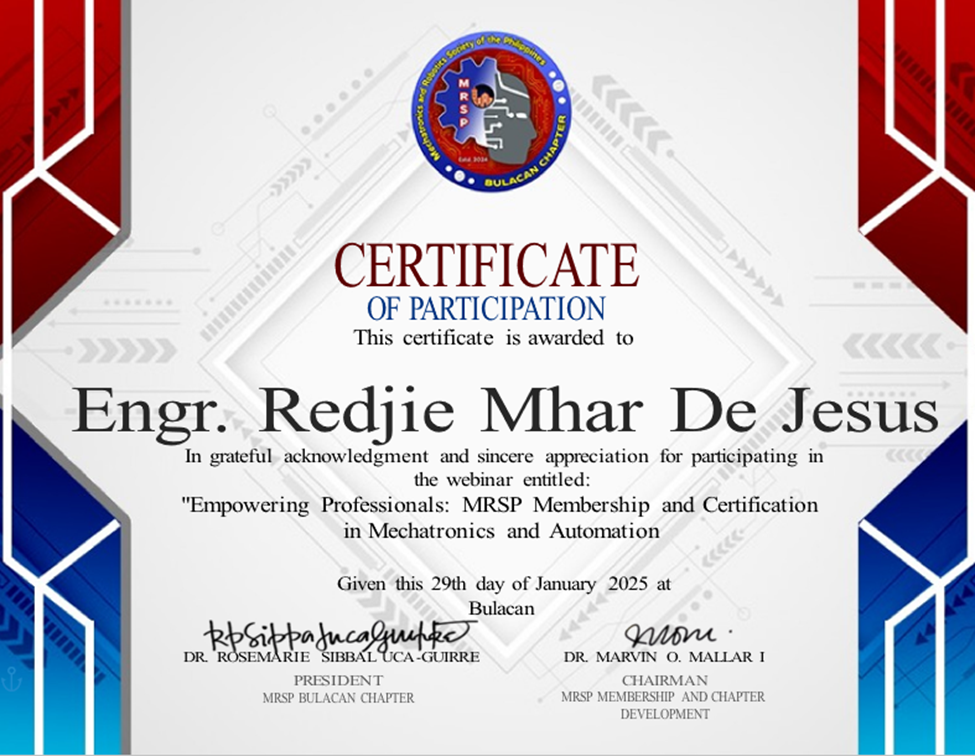 Mechatronics and Robotics Society of the Philippines
MRSP
Estd. 2024
BULACAN CHAPTER
CERTIFICATE
OF PARTICIPATION
This certificate is awarded to
Engr. Redjie Mhar De Jesus
In grateful acknowledgment and sincere appreciation for participating in
the webinar entitled:
"Empowering Professionals: MRSP Membership and Certification
in Mechatronics and Automation
Given this 29th day of January 2025 at
Bulacan
DR. ROSEMARIE SIBBAL UCA-GUIRRE
PRESIDENT
MRSP BULACAN CHAPTER
DR. MARVIN O. MALLAR I
CHAIRMAN
MRSP MEMBERSHIP AND CHAPTER
DEVELOPMENT